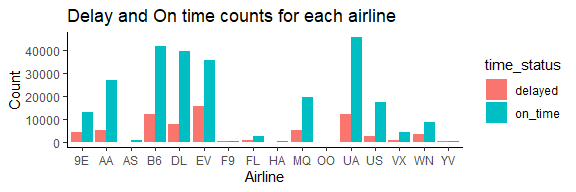 Delay and On time counts for each airline
40000
30000
20000
10000
0
Count
9E AA AS B6 DL EV F9 FL HA MQ OO UA US VX WN YV
Airline
time_status
delayed
on_time